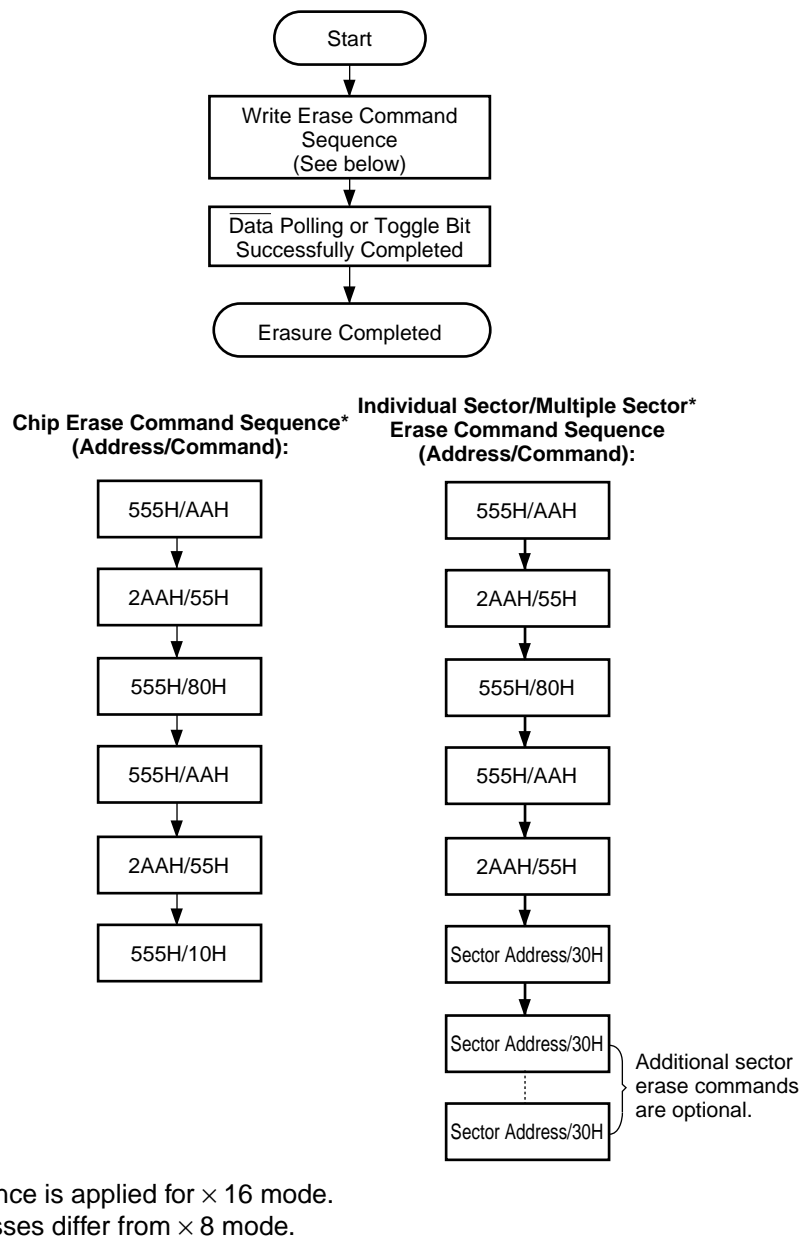 Start
Write Erase Command
Sequence
(See below)
Data Polling or Toggle Bit
Successfully Completed
Erasure Completed
Chip Erase Command Sequence*
(Address/Command):
555H/AAH
2AAH/55H
555H/80H
555H/AAH
2AAH/55H
555H/10H
Individual Sector/Multiple Sector*
Erase Command Sequence
(Address/Command):
555H/AAH
2AAH/55H
555H/80H
555H/AAH
2AAH/55H
Sector Address/30H
Sector Address/30H
Sector Address/30H
Additional sector
erase commands
are optional.
is applied for × 16 mode.
differ from × 8 mode.